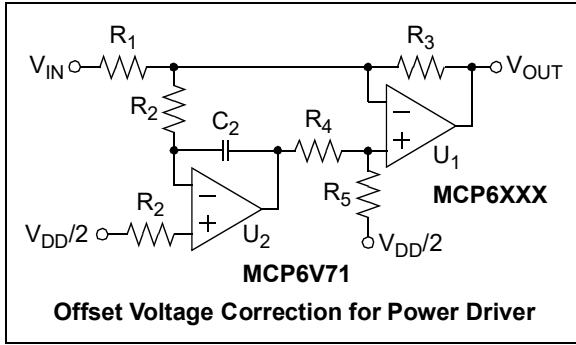 R1 R3
VIN VOUT
R2 C2 R4
− +
U1
R5 MCP6XXX
R2 − +
VDD/2 U2 VDD/2
MCP6V71
Offset Voltage Correction for Power Driver